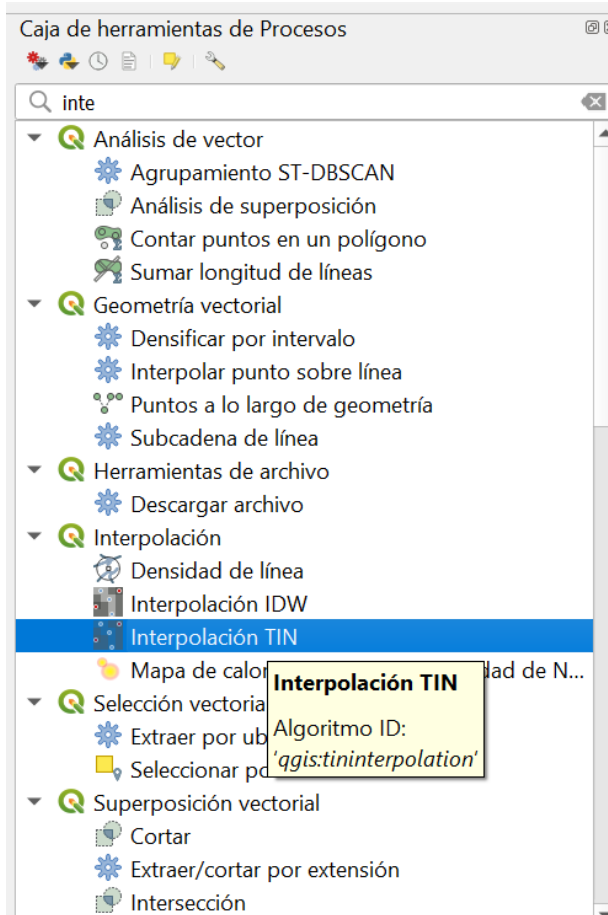 Caja de herramientas de Procesos
inte
Análisis de vector
Agrupamiento ST-DBSCAN
Análisis de superposición
Contar puntos en un polígono
Sumar longitud de líneas
Geometría vectorial
Densificar por intervalo
Interpolar punto sobre línea
Puntos a lo largo de geometría
Subcadena de línea
Herramientas de archivo
Descargar archivo
Interpolación
Densidad de línea
Interpolación IDW
Interpolación TIN
Mapa de calor dad de N...
Interpolación TIN
Selección vectoria
Algoritmo ID:
Extraer por ub
'qgis:tininterpolation'
Seleccionar po
Superposición vectorial
Cortar
Extraer/cortar por extensión
Intersección